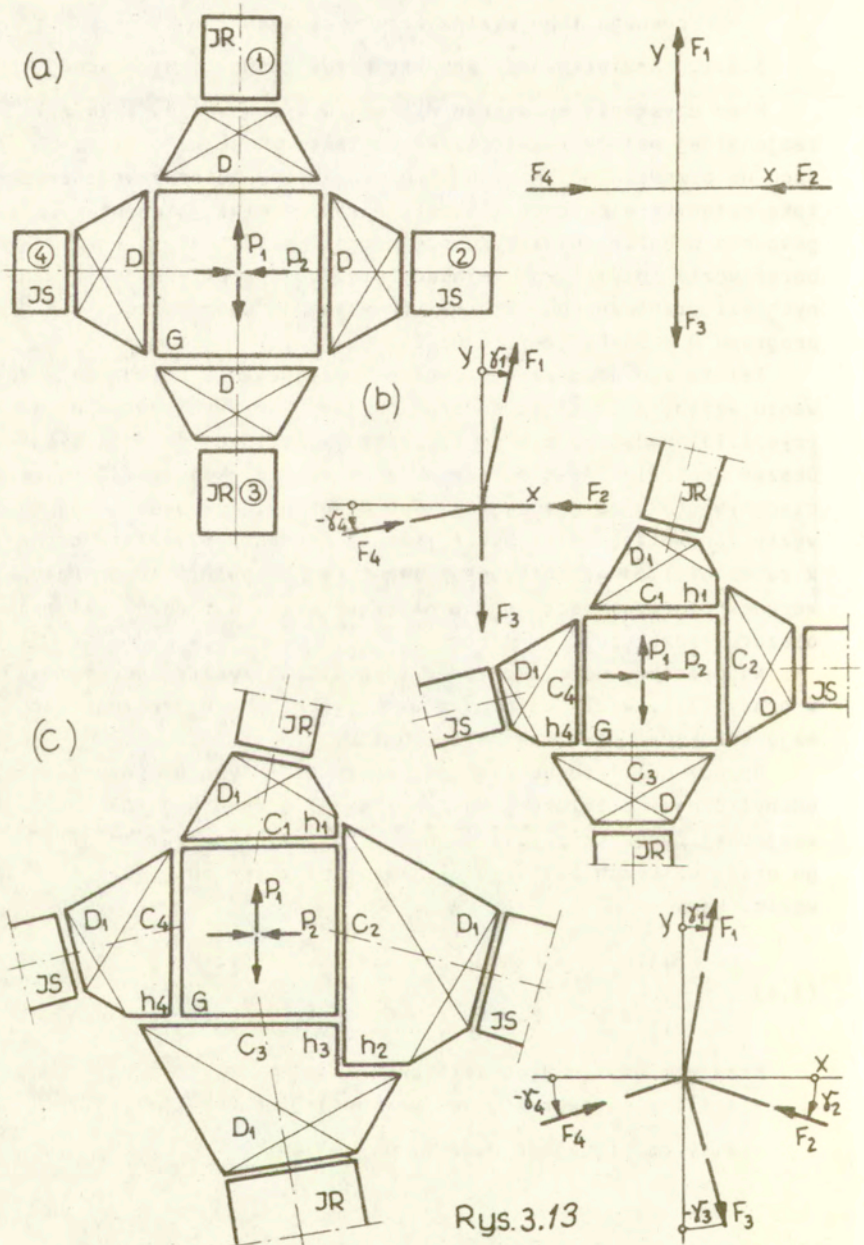 (a)
JR ①
D
④ JS
D
P₁
P₂
D
② JS
G
D
JR ③
y F₁
F₄ x F₂
F₃
(b)
y γ₁ F₁
-γ₄ F₄ x F₂
F₃
JR
D₁
C₁ h₁
JS D₁ C₄ h₄
P₁ P₂
G
C₂ D JS
C₃
D
JR
(c)
JR
D₁
C₁ h₁
JS D₁ C₄ h₄
P₁
P₂
G
C₂ D₁ JS
h₂
C₃ h₃
D₁
JR
y γ₁ F₁
x
-γ₄ F₄ F₂ γ₂
-γ₃ F₃
Rys.3.13